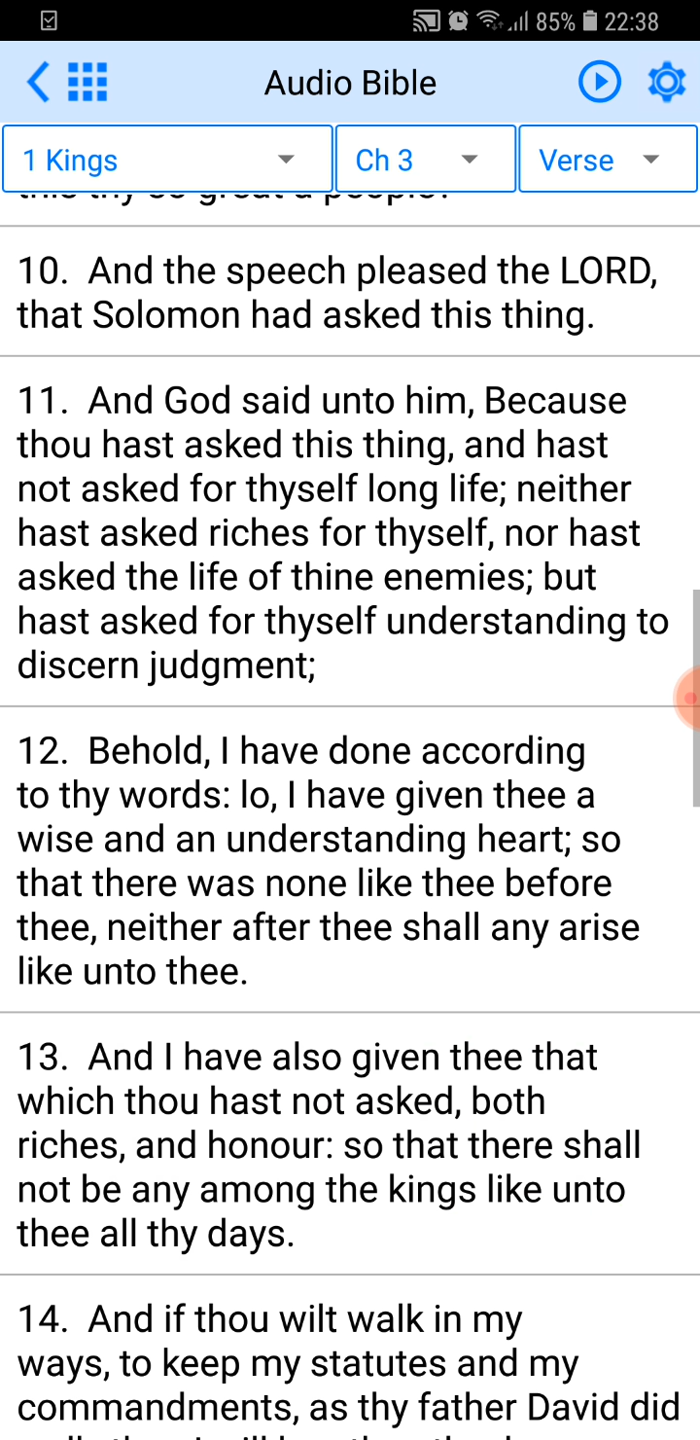 85% 22:38
Audio Bible
1 Kings Ch 3 Verse
10. And the speech pleased the LORD,
that Solomon had asked this thing.
11. And God said unto him, Because
thou hast asked this thing, and hast
not asked for thyself long life; neither
hast asked riches for thyself, nor hast
asked the life of thine enemies; but
hast asked for thyself understanding to
discern judgment;
12. Behold, I have done according
to thy words: lo, I have given thee a
wise and an understanding heart; so
that there was none like thee before
thee, neither after thee shall any arise
like unto thee.
13. And I have also given thee that
which thou hast not asked, both
riches, and honour: so that there shall
not be any among the kings like unto
thee all thy days.
14. And if thou wilt walk in my
ways, to keep my statutes and my
commandments, as thy father David did